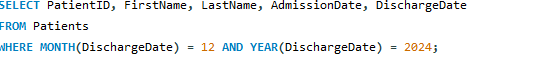 SELECT PatientID, FirstName, LastName, AdmissionDate, DischargeDate
FROM Patients
WHERE MONTH(DischargeDate) = 12 AND YEAR(DischargeDate) = 2024;